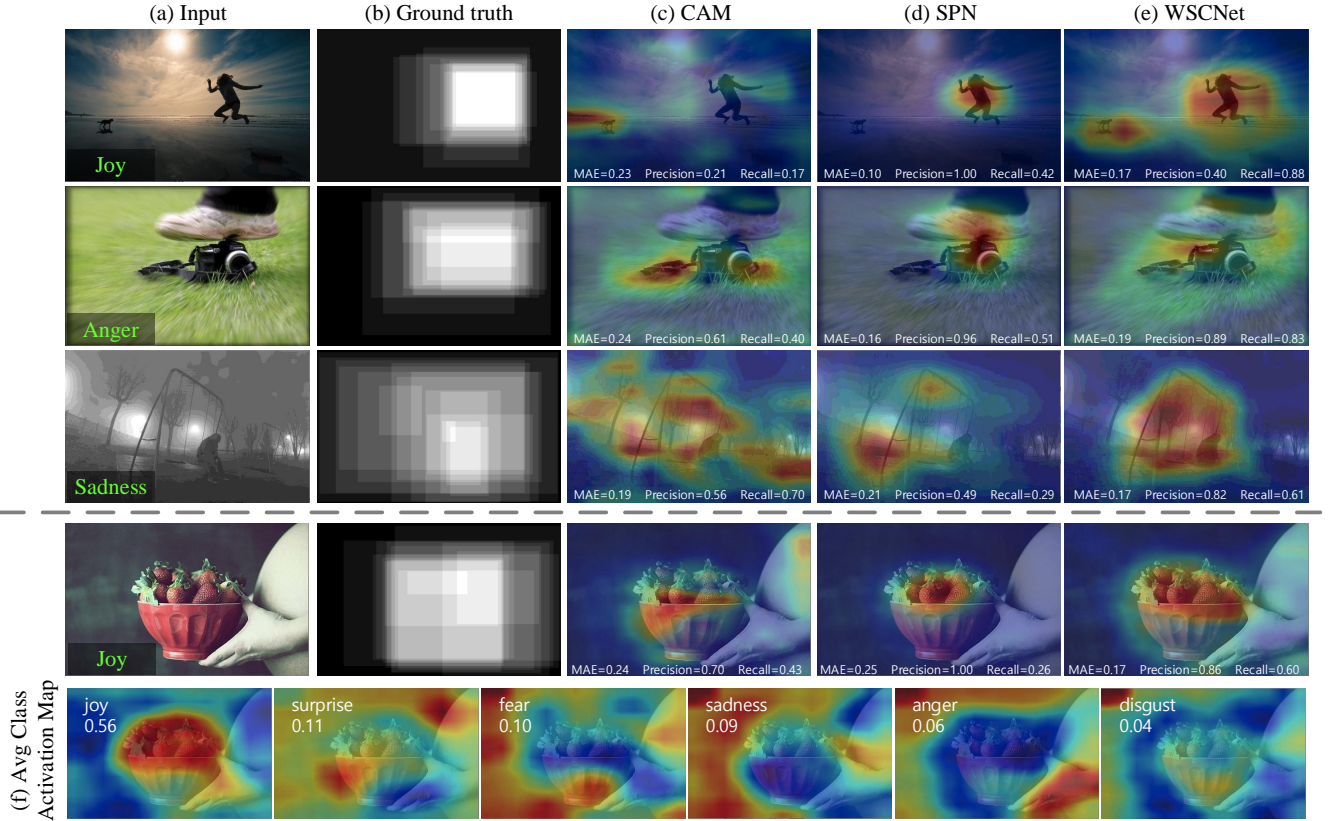 (a) Input (b) Ground truth (c) CAM (d) SPN (e) WSCNet
Joy
MAE=0.23 Precision=0.21 Recall=0.17
MAE=0.10 Precision=1.00 Recall=0.42
MAE=0.17 Precision=0.40 Recall=0.88
Anger
MAE=0.24 Precision=0.61 Recall=0.40
MAE=0.16 Precision=0.96 Recall=0.51
MAE=0.19 Precision=0.89 Recall=0.83
Sadness
MAE=0.19 Precision=0.56 Recall=0.70
MAE=0.21 Precision=0.49 Recall=0.29
MAE=0.17 Precision=0.82 Recall=0.61
Joy
MAE=0.24 Precision=0.70 Recall=0.43
MAE=0.25 Precision=1.00 Recall=0.26
MAE=0.17 Precision=0.86 Recall=0.60
(f) Avg Class
Activation Map
joy
0.56
surprise
0.11
fear
0.10
sadness
0.09
anger
0.06
disgust
0.04